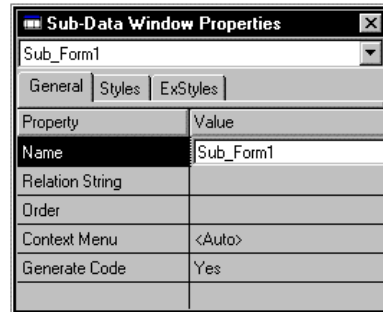 Sub-Data Window Properties
Sub_Form1
General Styles ExStyles
Property Value
Name Sub_Form1
Relation String
Order
Context Menu <Auto>
Generate Code Yes